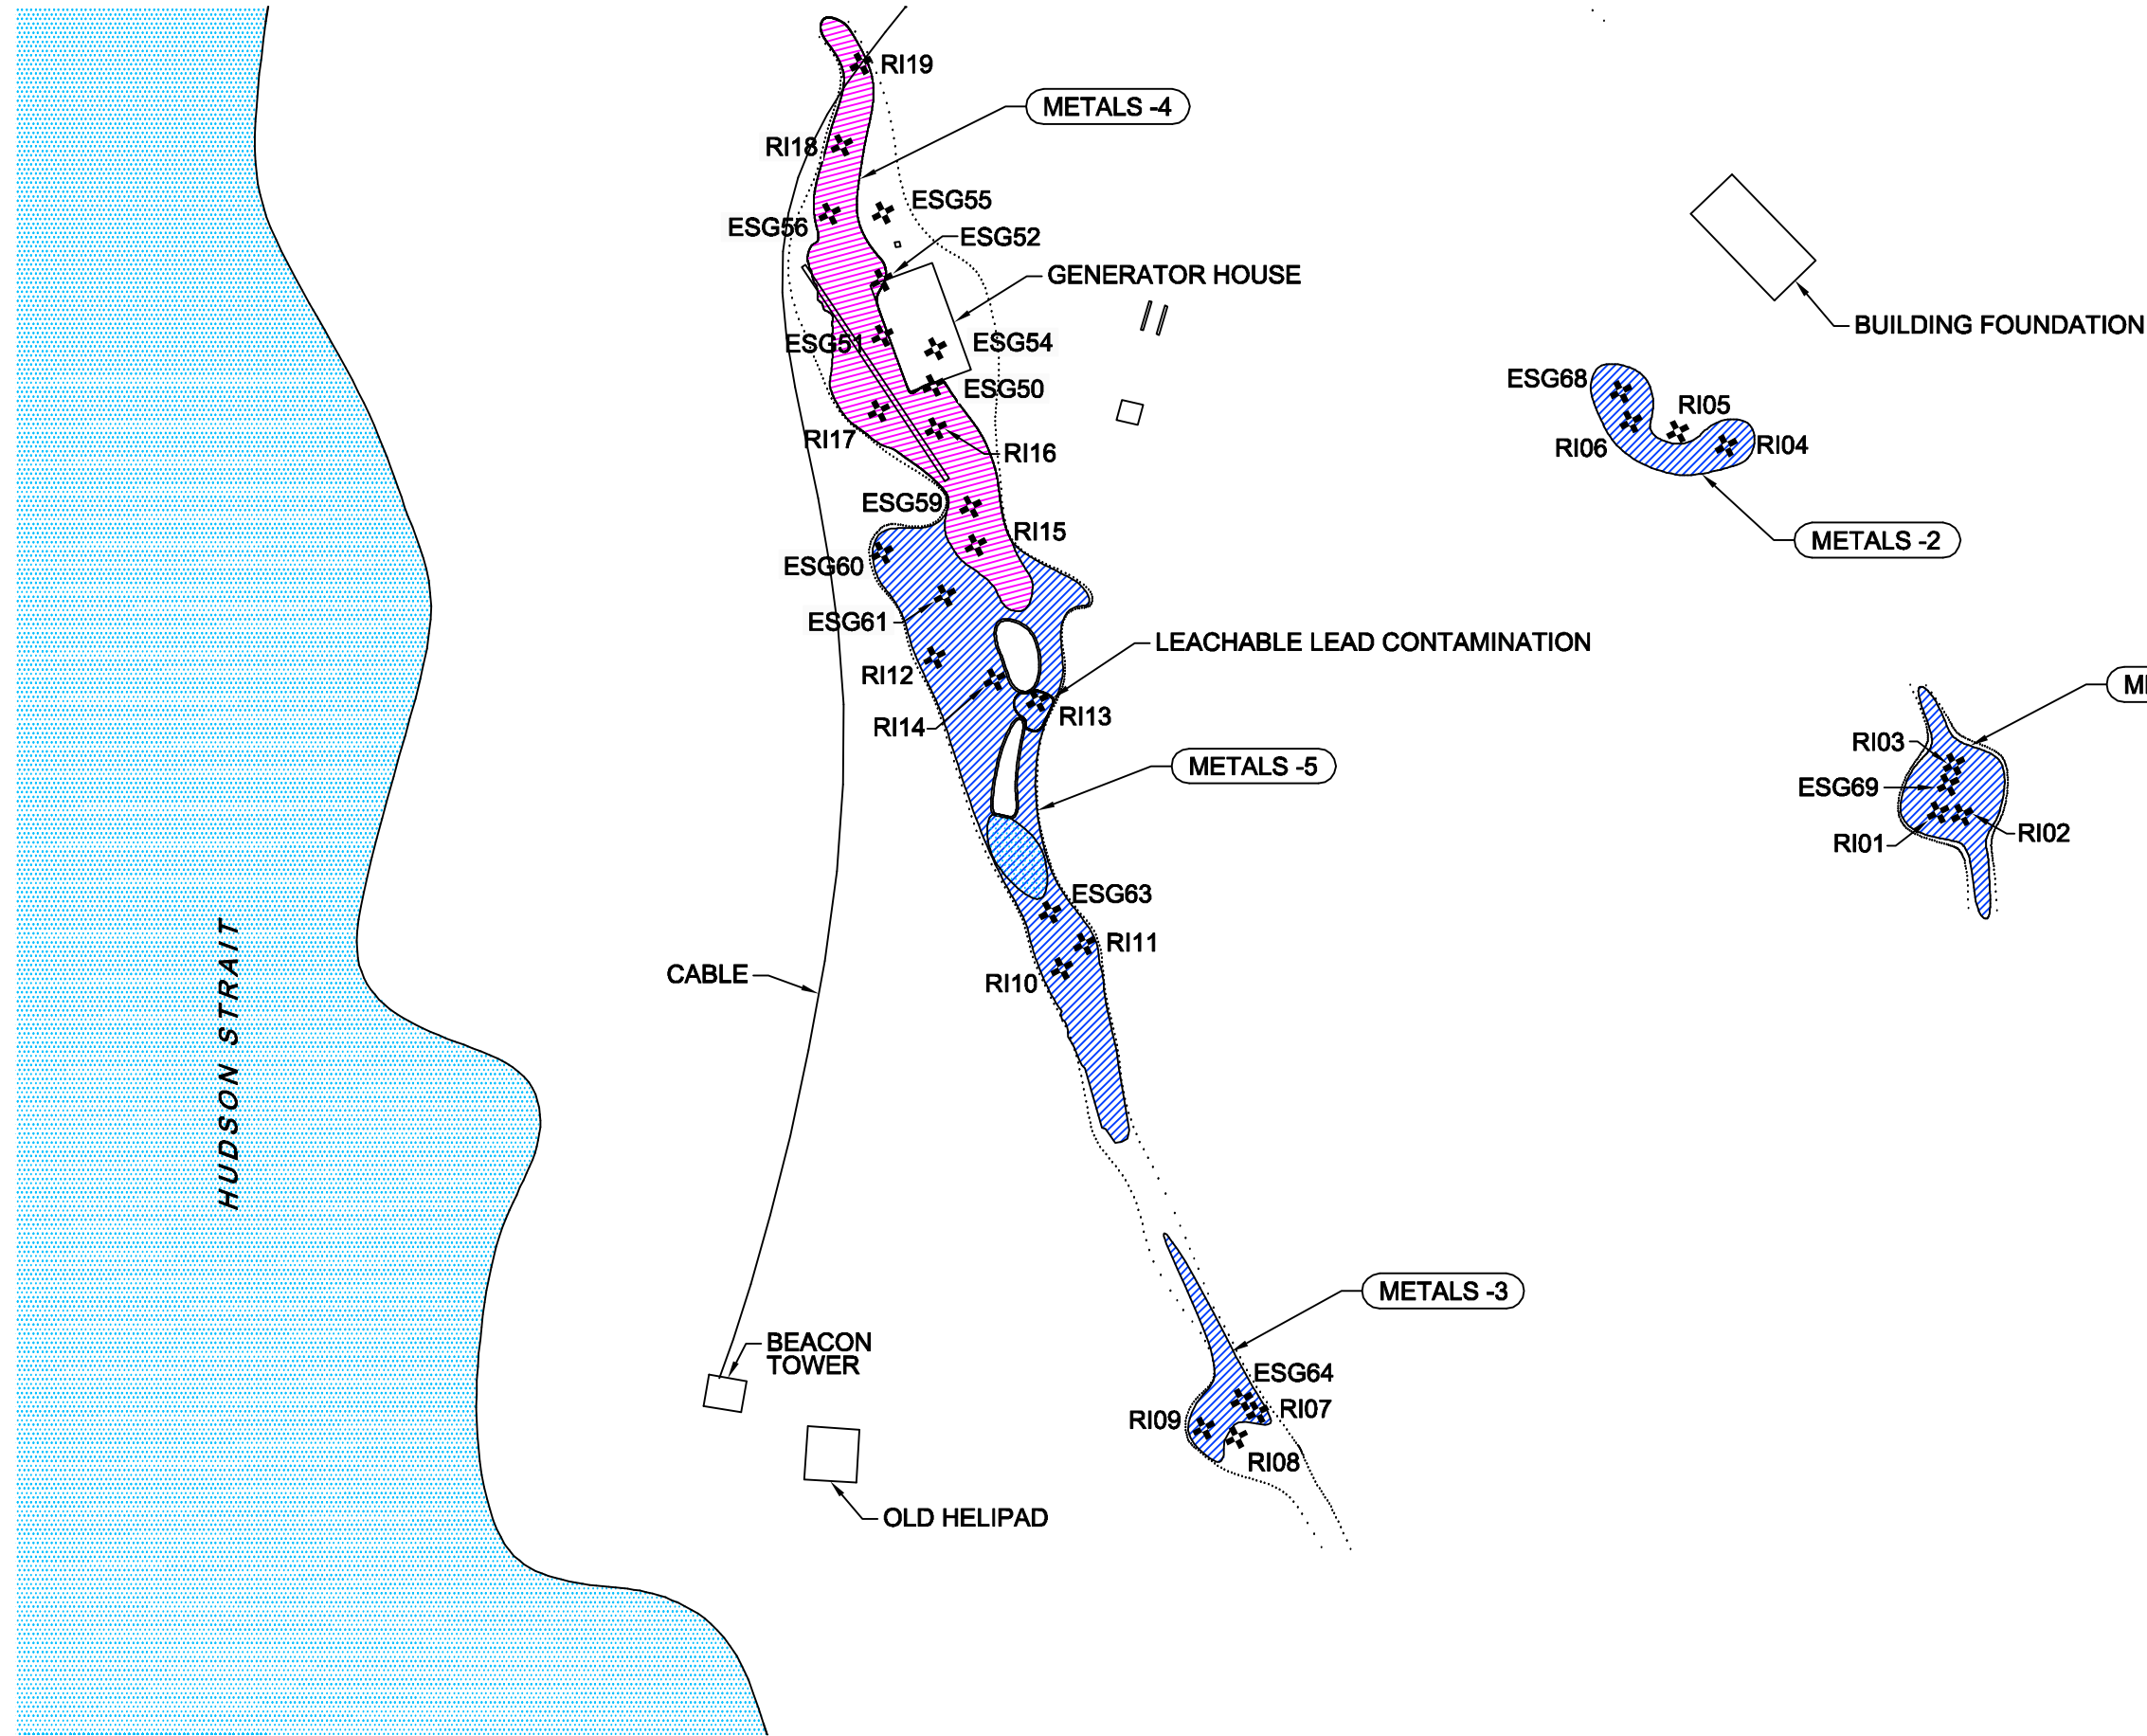 RI19
METALS -4
RI18
ESG55
ESG56
ESG52
GENERATOR HOUSE
BUILDING FOUNDATION
ESG51
ESG54
ESG50
ESG68
RI05
RI17
RI16
RI06
RI04
ESG59
RI15
METALS -2
ESG60
ESG61
LEACHABLE LEAD CONTAMINATION
RI12
RI14
RI13
RI03
METALS -5
ESG69
RI01
RI02
ESG63
RI11
RI10
CABLE
HUDSON STRAIT
METALS -3
BEACON
TOWER
ESG64
RI07
RI09
RI08
OLD HELIPAD